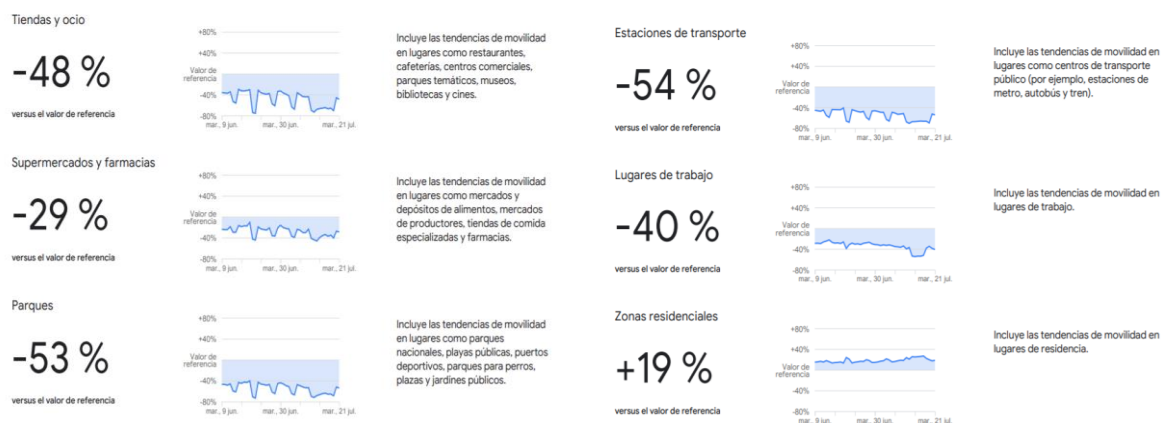 Tiendas y ocio
-48 %
versus el valor de referencia
+80%
+40%
Valor de
referencia
-40%
-80%
mar., 9 jun.
mar., 30 jun.
mar., 21 jul.
Incluye las tendencias de movilidad
en lugares como restaurantes,
cafeterías, centros comerciales,
parques temáticos, museos,
bibliotecas y cines.
Supermercados y farmacias
-29 %
versus el valor de referencia
+80%
+40%
Valor de
referencia
-40%
-80%
mar., 9 jun.
mar., 30 jun.
mar., 21 jul.
Incluye las tendencias de movilidad
en lugares como mercados y
depósitos de alimentos, mercados
de productores, tiendas de comida
especializadas y farmacias.
Parques
-53 %
versus el valor de referencia
+80%
+40%
Valor de
referencia
-40%
-80%
mar., 9 jun.
mar., 30 jun.
mar., 21 jul.
Incluye las tendencias de movilidad
en lugares como parques
nacionales, playas públicas, puertos
deportivos, parques para perros,
plazas y jardines públicos.
Estaciones de transporte
-54 %
versus el valor de referencia
+80%
+40%
Valor de
referencia
-40%
-80%
mar., 9 jun.
mar., 30 jun.
mar., 21 jul.
Incluye las tendencias de movilidad en
lugares como centros de transporte
público (por ejemplo, estaciones de
metro, autobús y tren).
Lugares de trabajo
-40 %
versus el valor de referencia
+80%
+40%
Valor de
referencia
-40%
-80%
mar., 9 jun.
mar., 30 jun.
mar., 21 jul.
Incluye las tendencias de movilidad en
lugares de trabajo.
Zonas residenciales
+19 %
versus el valor de referencia
+80%
+40%
Valor de
referencia
-40%
-80%
mar., 9 jun.
mar., 30 jun.
mar., 21 jul.
Incluye las tendencias de movilidad en
lugares de residencia.